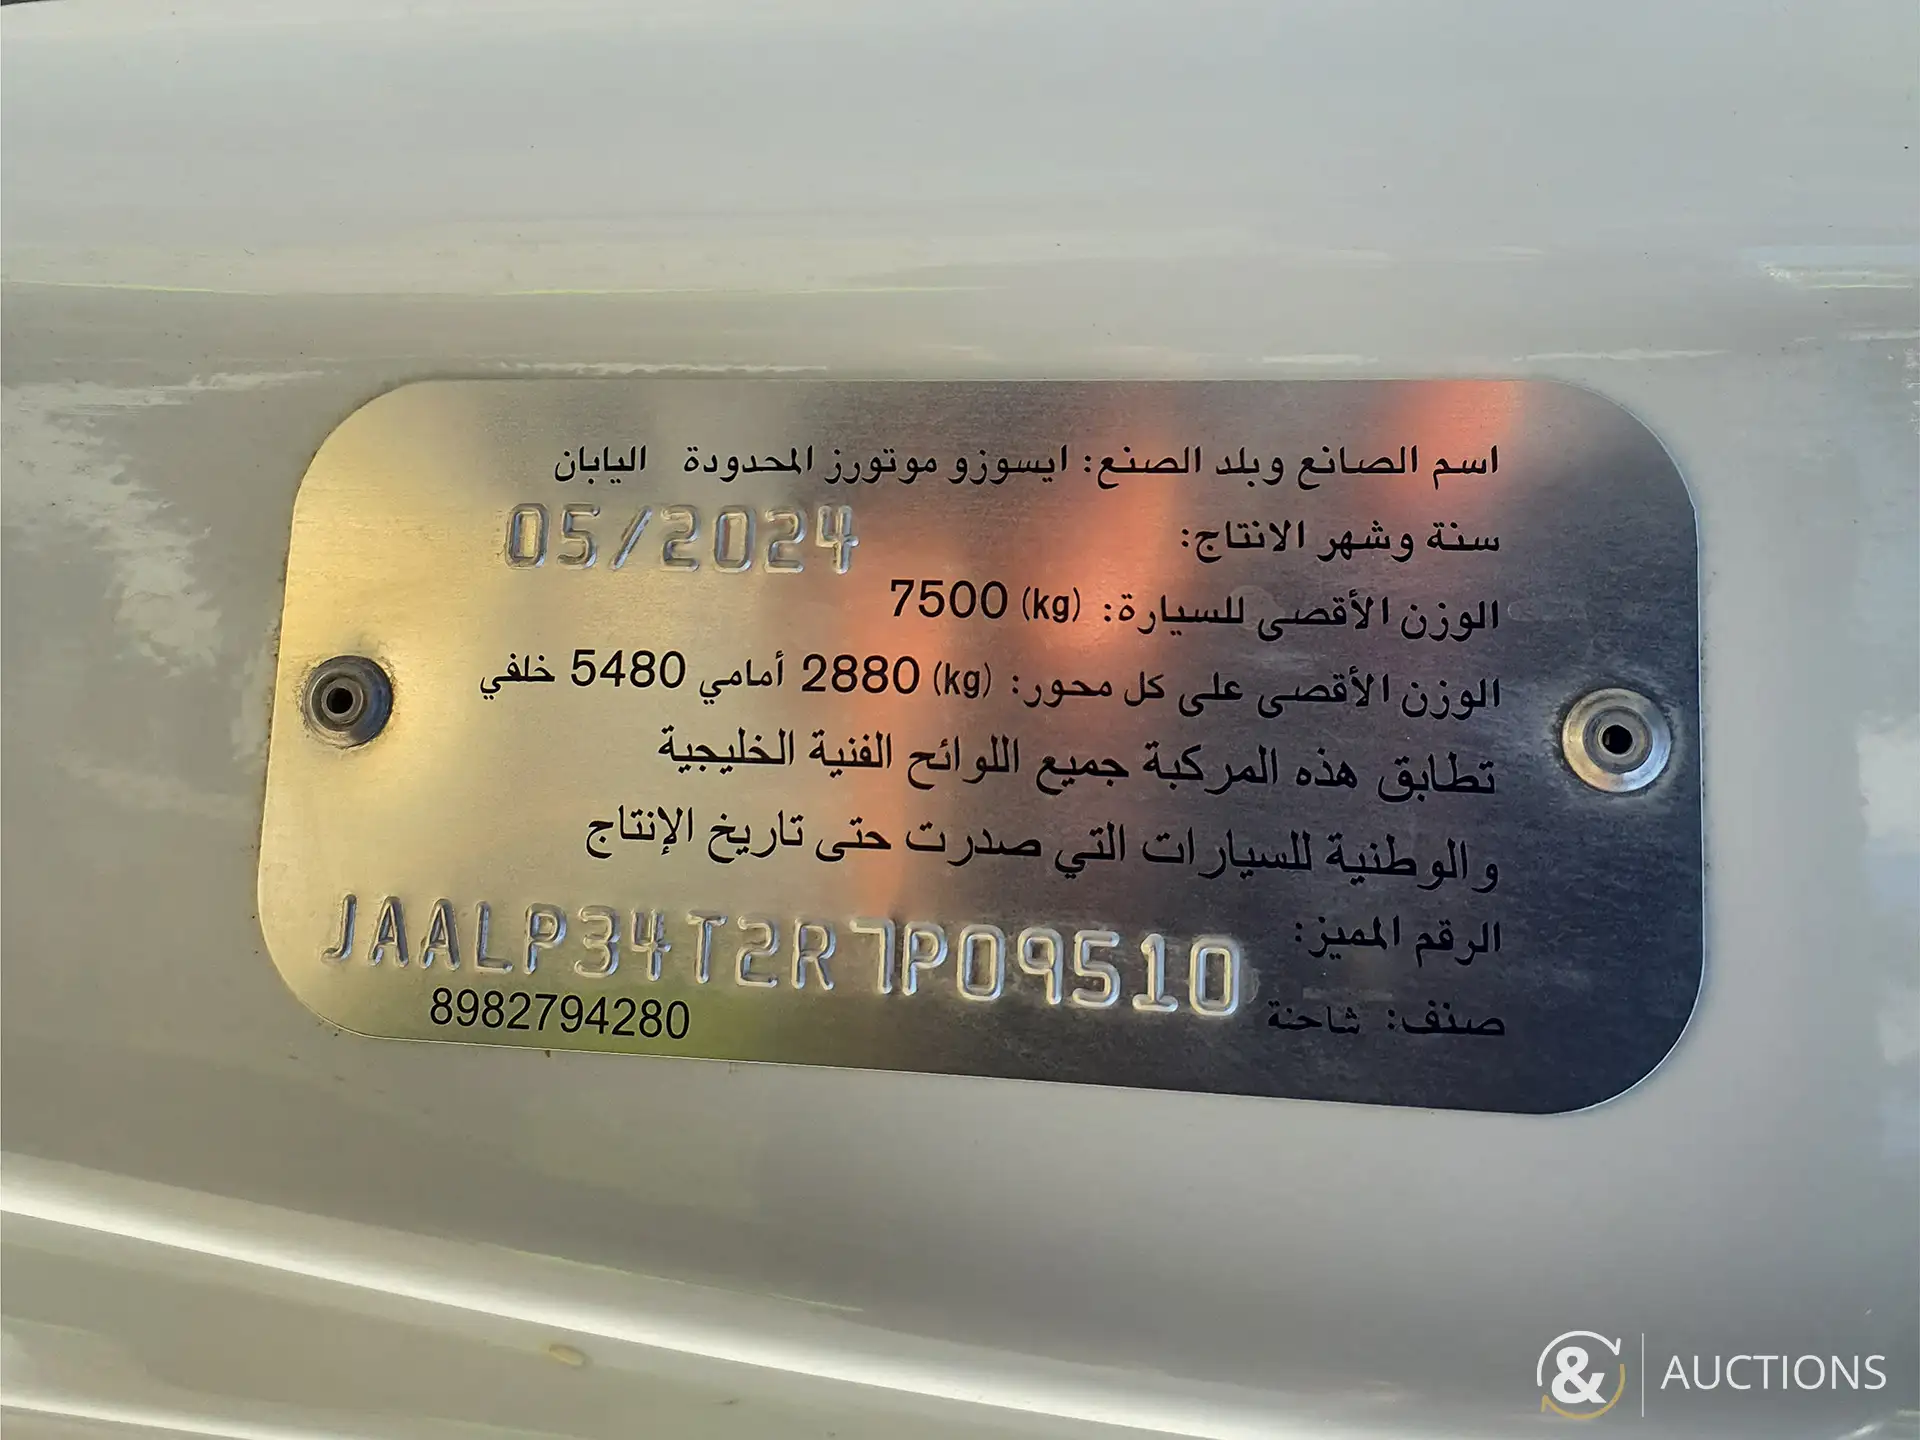 اسم الصانع وبلد الصنع: ايسوزو موتورز المحدودة اليابان
سنة وشهر الانتاج: 05/2024
الوزن الأقصى للسيارة: (kg) 7500
الوزن الأقصى على كل محور: (kg) 2880 أمامي 5480 خلفي
تطابق هذه المركبة جميع اللوائح الفنية الخليجية
والوطنية للسيارات التي صدرت حتى تاريخ الإنتاج
الرقم المميز: JAALP34T2R7P09510
صنف: شاحنة 8982794280
& AUCTIONS